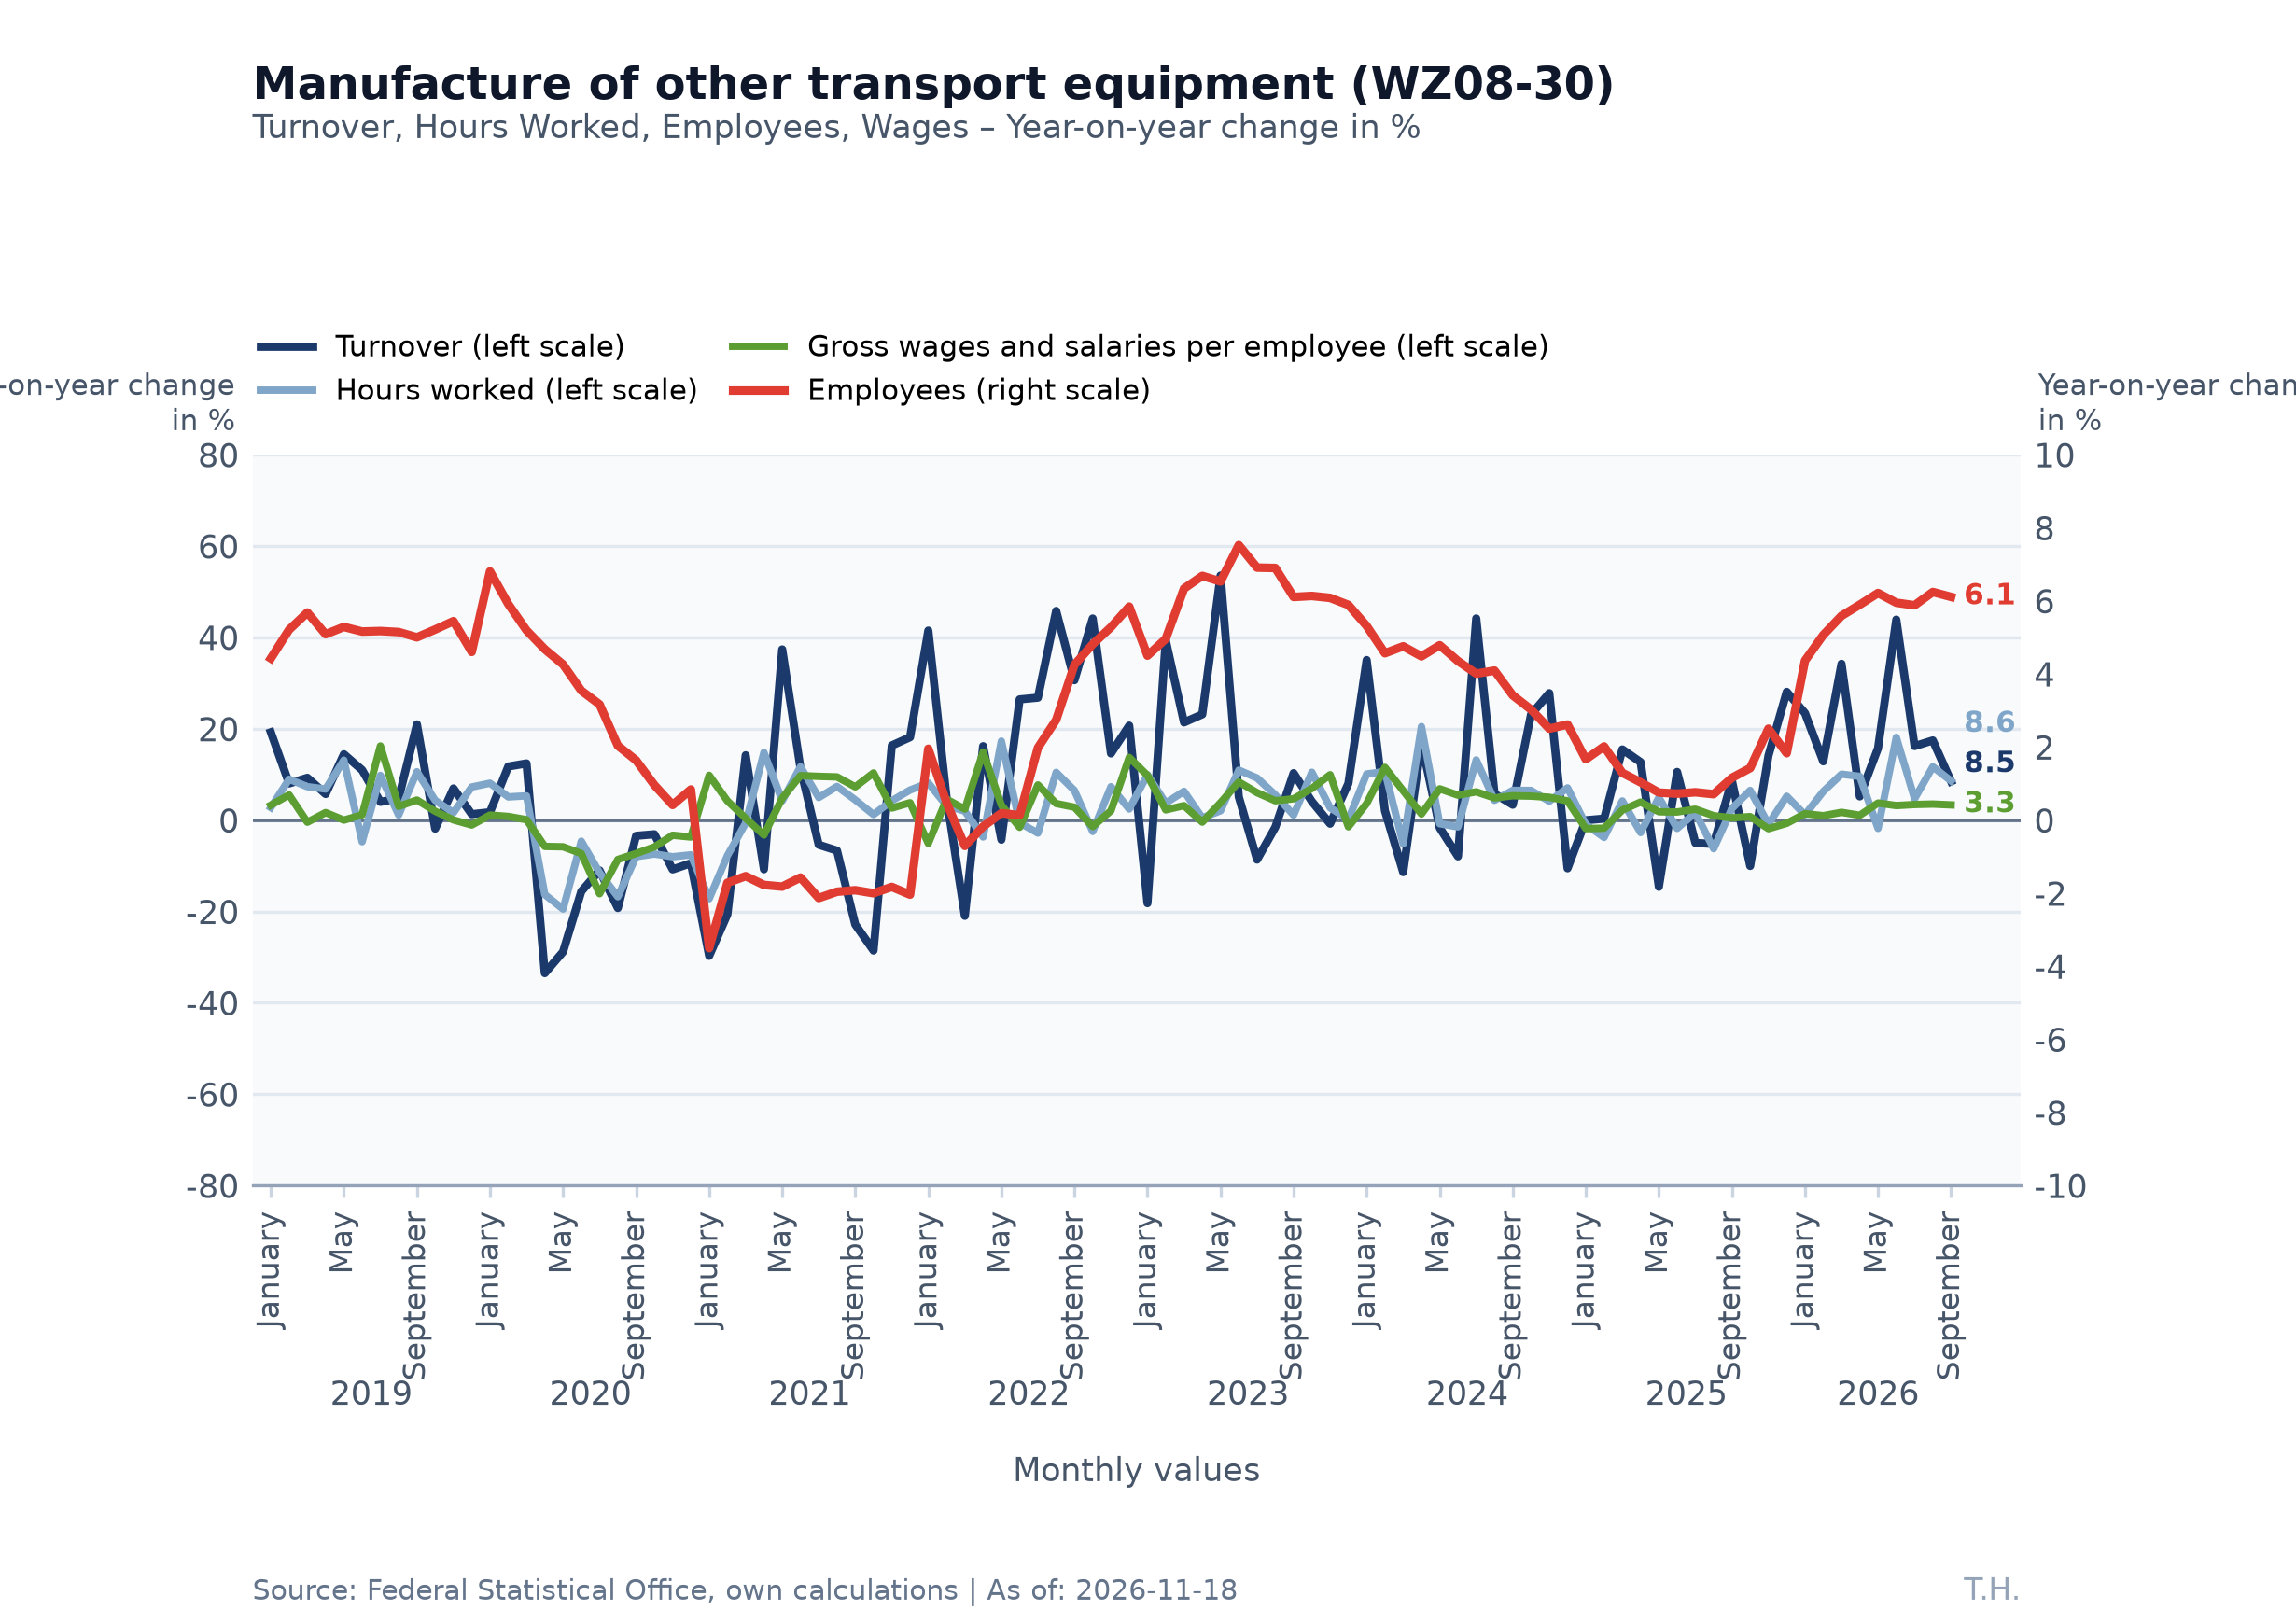 Manufacture of other transport equipment (WZ08-30)
Turnover, Hours Worked, Employees, Wages – Year-on-year change in %
Turnover (left scale)
Gross wages and salaries per employee (left scale)
Hours worked (left scale)
Employees (right scale)
-on-year change
in %
Year-on-year chan
in %
80
60
40
20
0
-20
-40
-60
-80
10
8
6
4
2
0
-2
-4
-6
-8
-10
6.1
8.6
8.5
3.3
January
May
September
January
May
September
January
May
September
January
May
September
January
May
September
January
May
September
January
May
September
January
May
September
2019
2020
2021
2022
2023
2024
2025
2026
Monthly values
Source: Federal Statistical Office, own calculations | As of: 2026-11-18
T.H.